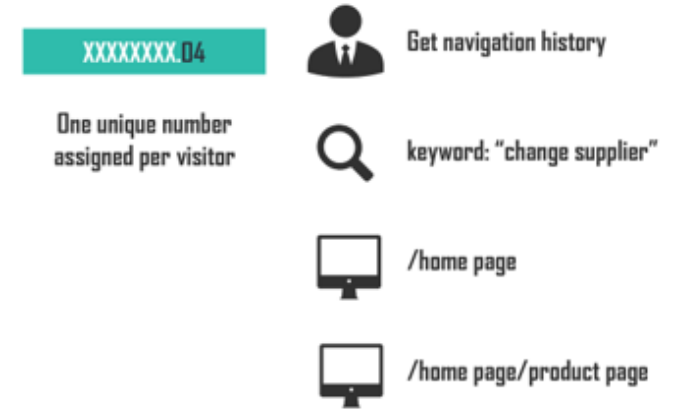 XXXXXXXX.04
One unique number
assigned per visitor
Get navigation history
keyword: “change supplier”
/home page
/home page/product page